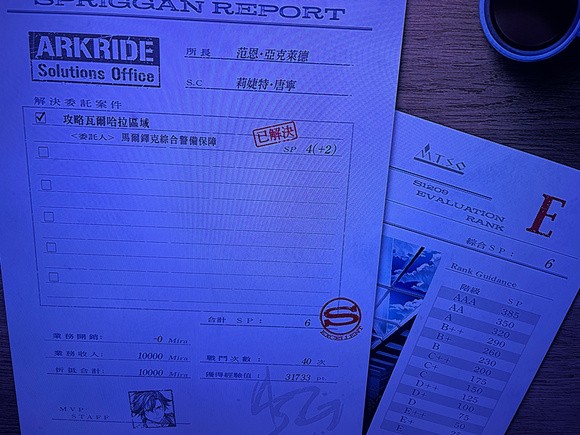 SPRIGGAN REPORT
ARKRIDE
Solutions Office
所長 范恩·亞克萊德
S.C 莉婕特·唐寧
解決委託案件
攻略瓦爾哈拉區域
<委託人> 馬爾鐸克綜合警備保障
已解決
SP 4(+2)
合計 SP: 6
S
EXCELLENT
業務開銷: -0 Mira
業務收入: 10000 Mira
折區合計: 10000 Mira
戰鬥次數: 40 次
獲得經驗值: 31733 Pt.
MVP
STAFF
MTSC
S1209
EVALUATION
RANK
E
綜合SP: 6
Rank Guidance
階級 SP
AAA 385
AA 350
A 320
B++ 290
B+ 260
B 230
C++ 200
C+ 175
C 150
D++ 125
D+ 100
D 75
E++ 50
E+ 25
E